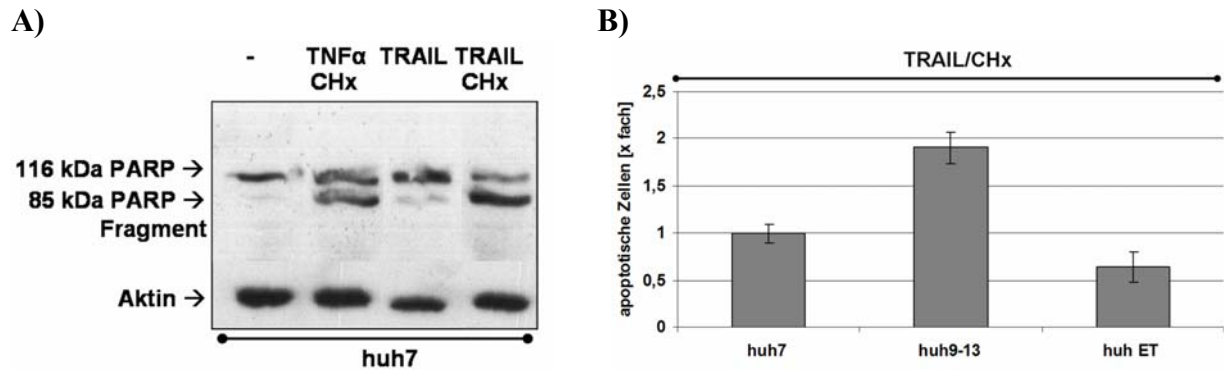 A)
- TNFα TRAIL TRAIL
CHx CHx
116 kDa PARP →
85 kDa PARP →
Fragment
Aktin →
huh7
B)
TRAIL/CHx
apoptotische Zellen [x fach]
2,5
2
1,5
1
0,5
0
huh7 huh9-13 huh ET